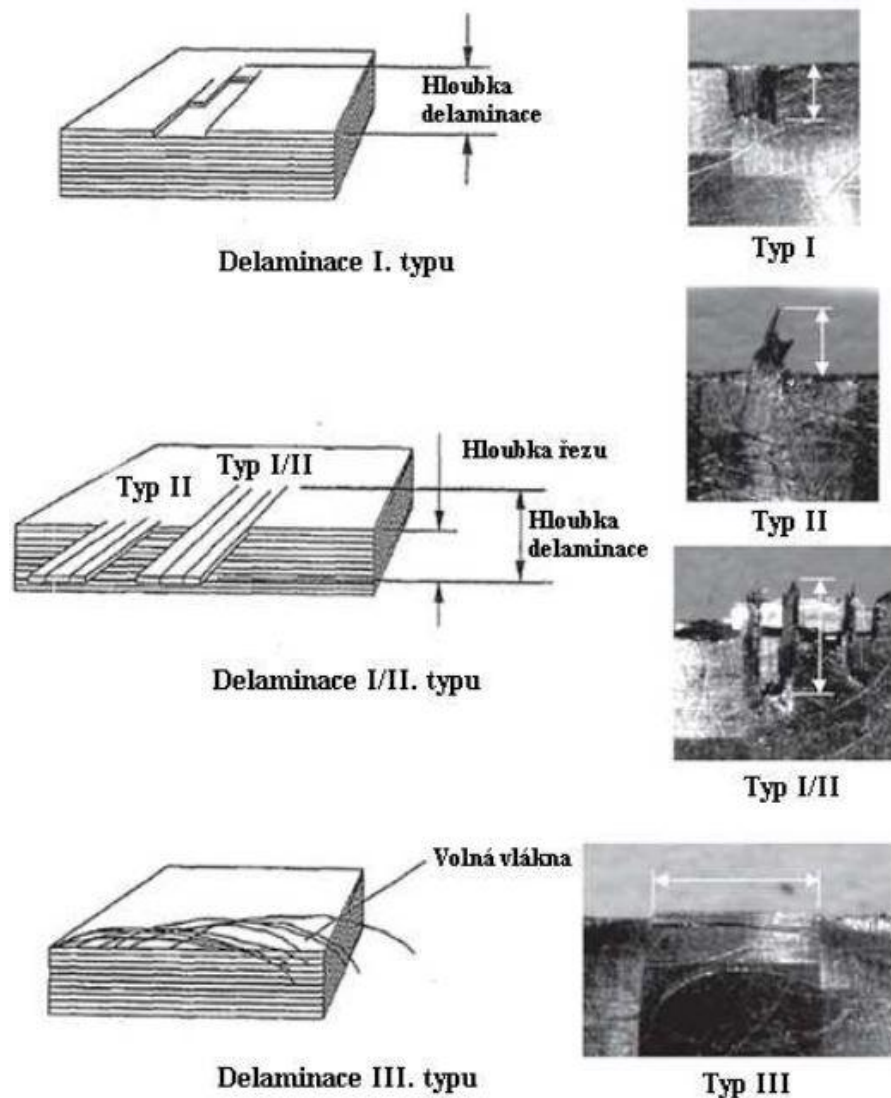 Hloubka
delaminace
Delaminace I. typu
Typ I
Typ II
Hloubka řezu
Typ I/II
Typ II
Hloubka
delaminace
Delaminace I/II. typu
Typ I/II
Volná vlákna
Delaminace III. typu
Typ III